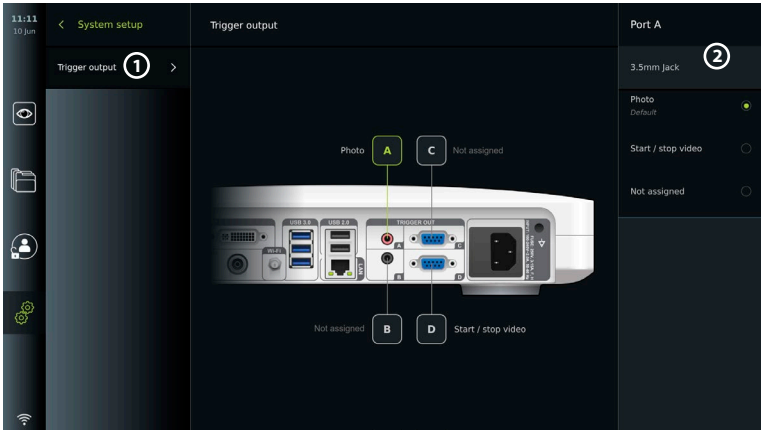 11:11
10 Jun
System setup
Trigger output
1
Trigger output
Port A
2
3.5mm Jack
Photo
Default
Start / stop video
Not assigned
Photo
A
C
Not assigned
USB 3.0
USB 2.0
TRIGGER OUT
Wi-Fi
LAN
A
C
B
D
Not assigned
B
D
Start / stop video